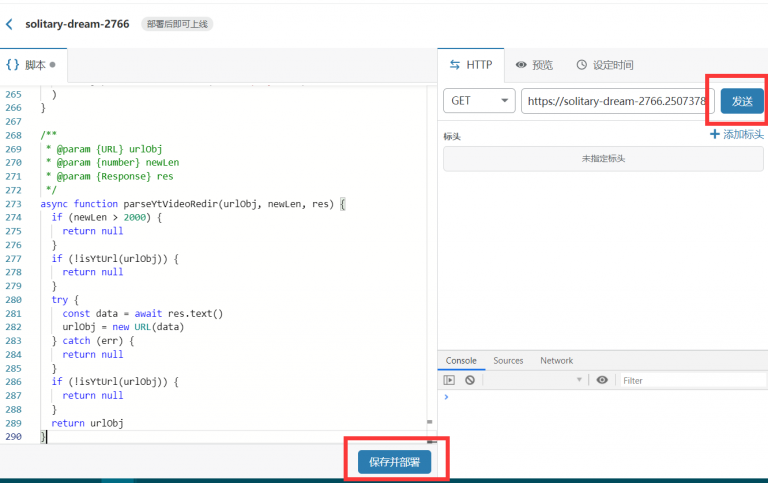 solitary-dream-2766 部署后即可上线
{} 脚本
265 )
266 }
267
268 /**
269 * @param {URL} urlObj
270 * @param {number} newLen
271 * @param {Response} res
272 */
273 async function parseYtVideoRedir(urlObj, newLen, res) {
274 if (newLen > 2000) {
275 return null
276 }
277 if (!isYtUrl(urlObj)) {
278 return null
279 }
280 try {
281 const data = await res.text()
282 urlObj = new URL(data)
283 } catch (err) {
284 return null
285 }
286 if (!isYtUrl(urlObj)) {
287 return null
288 }
289 return urlObj
290 }
保存并部署
HTTP 预览 设定时间
GET https://solitary-dream-2766.2507378 发送
标头 添加标头
未指定标头
Console Sources Network
Filter